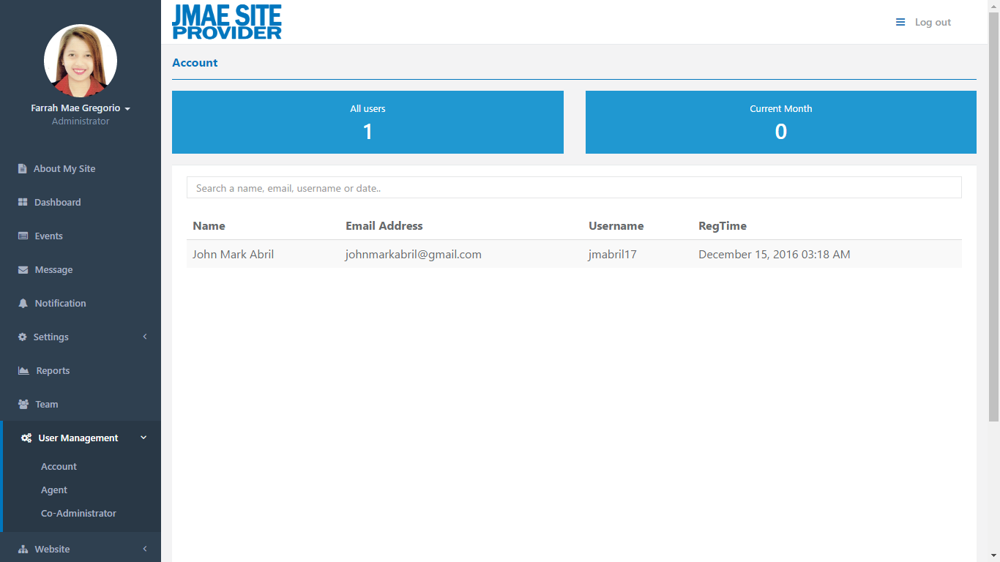 JMAE SITE
PROVIDER
Log out
Farrah Mae Gregorio
Administrator
About My Site
Dashboard
Events
Message
Notification
Settings
Reports
Team
User Management
Account
Agent
Co-Administrator
Website
Account
All users
1
Current Month
0
Search a name, email, username or date..
Name Email Address Username RegTime
John Mark Abril johnmarkabril@gmail.com jmabril17 December 15, 2016 03:18 AM